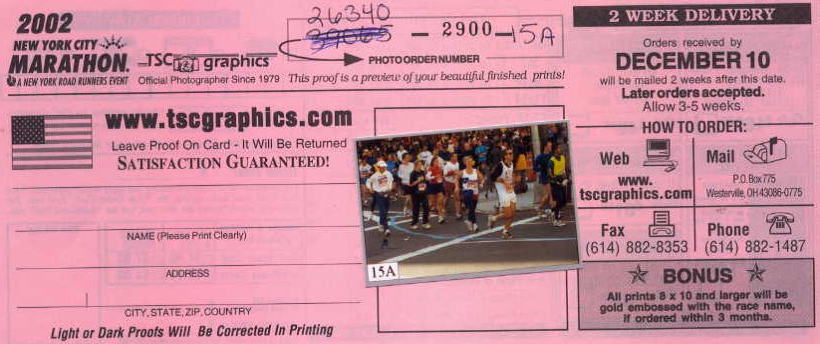 2002
NEW YORK CITY
MARATHON.
A NEW YORK ROAD RUNNERS EVENT
TSC graphics
Official Photographer Since 1979
26340
39065 - 2900-15A
PHOTO ORDER NUMBER
This proof is a preview of your beautiful finished prints!
www.tscgraphics.com
Leave Proof On Card - It Will Be Returned
SATISFACTION GUARANTEED!
NAME (Please Print Clearly)
ADDRESS
CITY, STATE, ZIP, COUNTRY
Light or Dark Proofs Will Be Corrected In Printing
15A
2 WEEK DELIVERY
Orders received by
DECEMBER 10
will be mailed 2 weeks after this date.
Later orders accepted.
Allow 3-5 weeks.
HOW TO ORDER:
Web
www.
tscgraphics.com
Mail
P.O. Box 775
Westerville, OH 43086-0775
Fax
(614) 882-8353
Phone
(614) 882-1487
BONUS
All prints 8 x 10 and larger will be
gold embossed with the race name,
if ordered within 3 months.